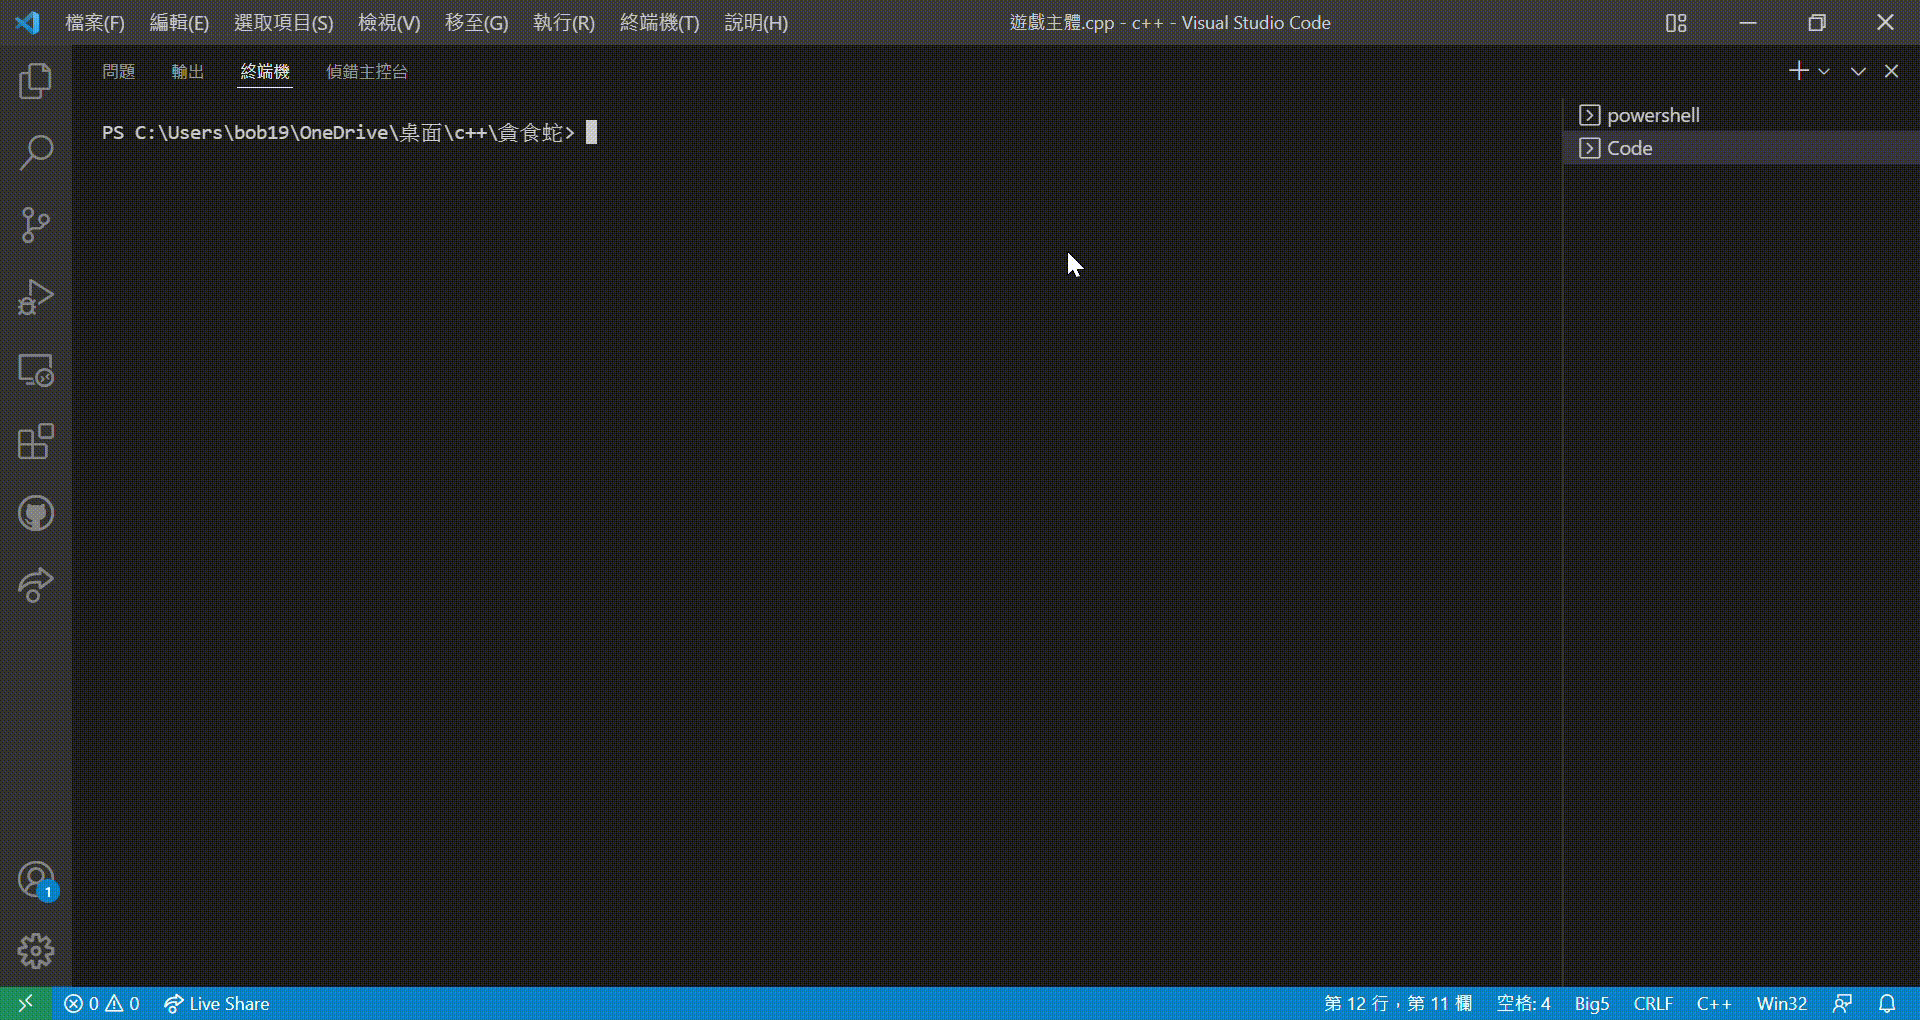 檔案(F) 編輯(E) 選取項目(S) 檢視(V) 移至(G) 執行(R) 終端機(T) 說明(H) 遊戲主體.cpp - c++ - Visual Studio Code
問題 輸出 終端機 偵錯主控台
powershell
PS C:\Users\bob19\OneDrive\桌面\c++\貪食蛇>
Code
1
0 0 Live Share 第 12 行，第 11 欄 空格: 4 Big5 CRLF C++ Win32